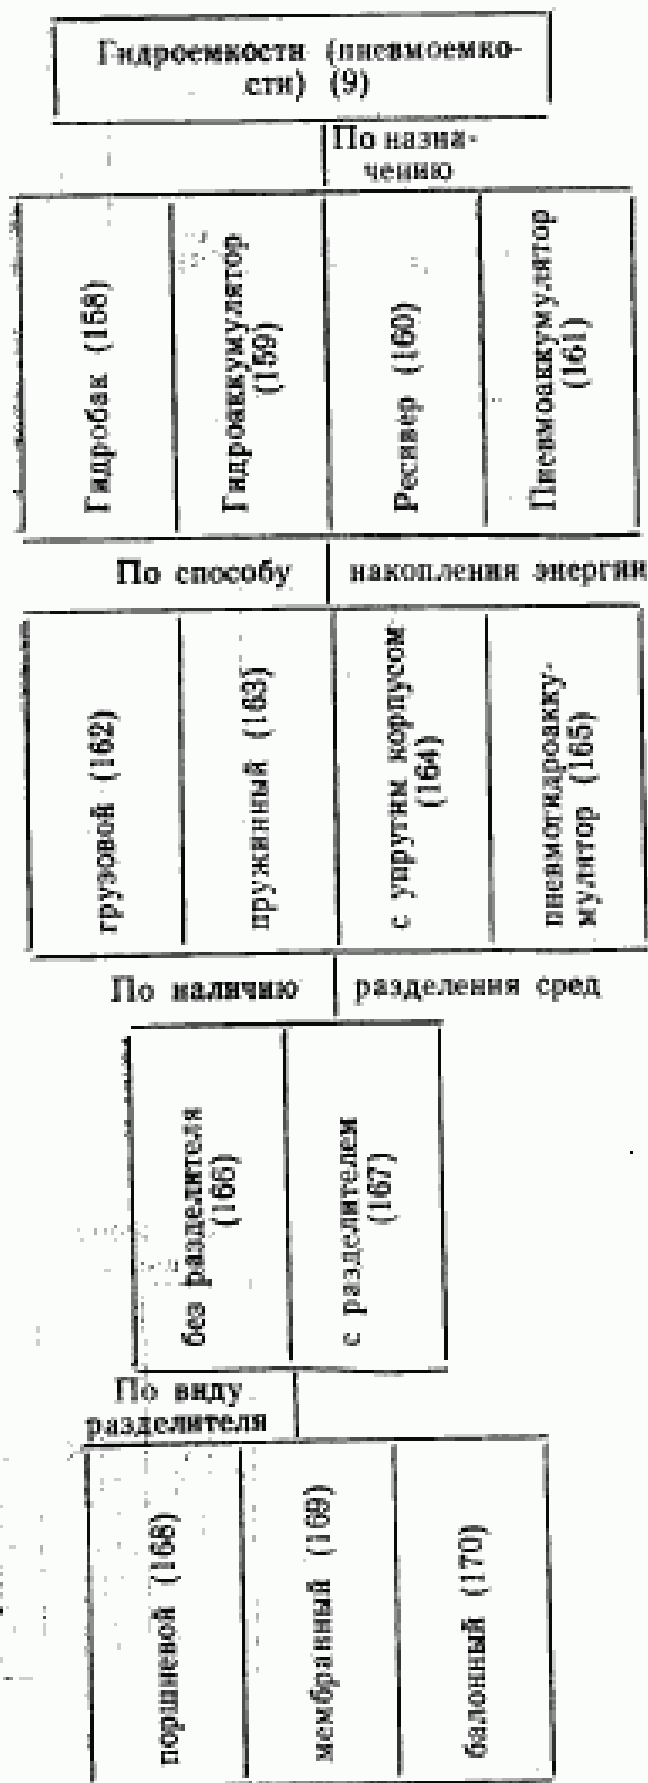 Гидроемкости (пневмоемко-
сти) (9)
По назна-
чению
Гидробак (158)
Гидроаккумулятор
(159)
Ресивер (160)
Пневмоаккумулятор
(161)
По способу накопления энергии
грузовой (162)
пружинный (163)
с упругим корпусом
(164)
пневмогидроакку-
мулятор (165)
По наличию разделения сред
без разделителя
(166)
с разделителем
(167)
По виду
разделителя
поршневой (168)
мембранный (169)
балонный (170)